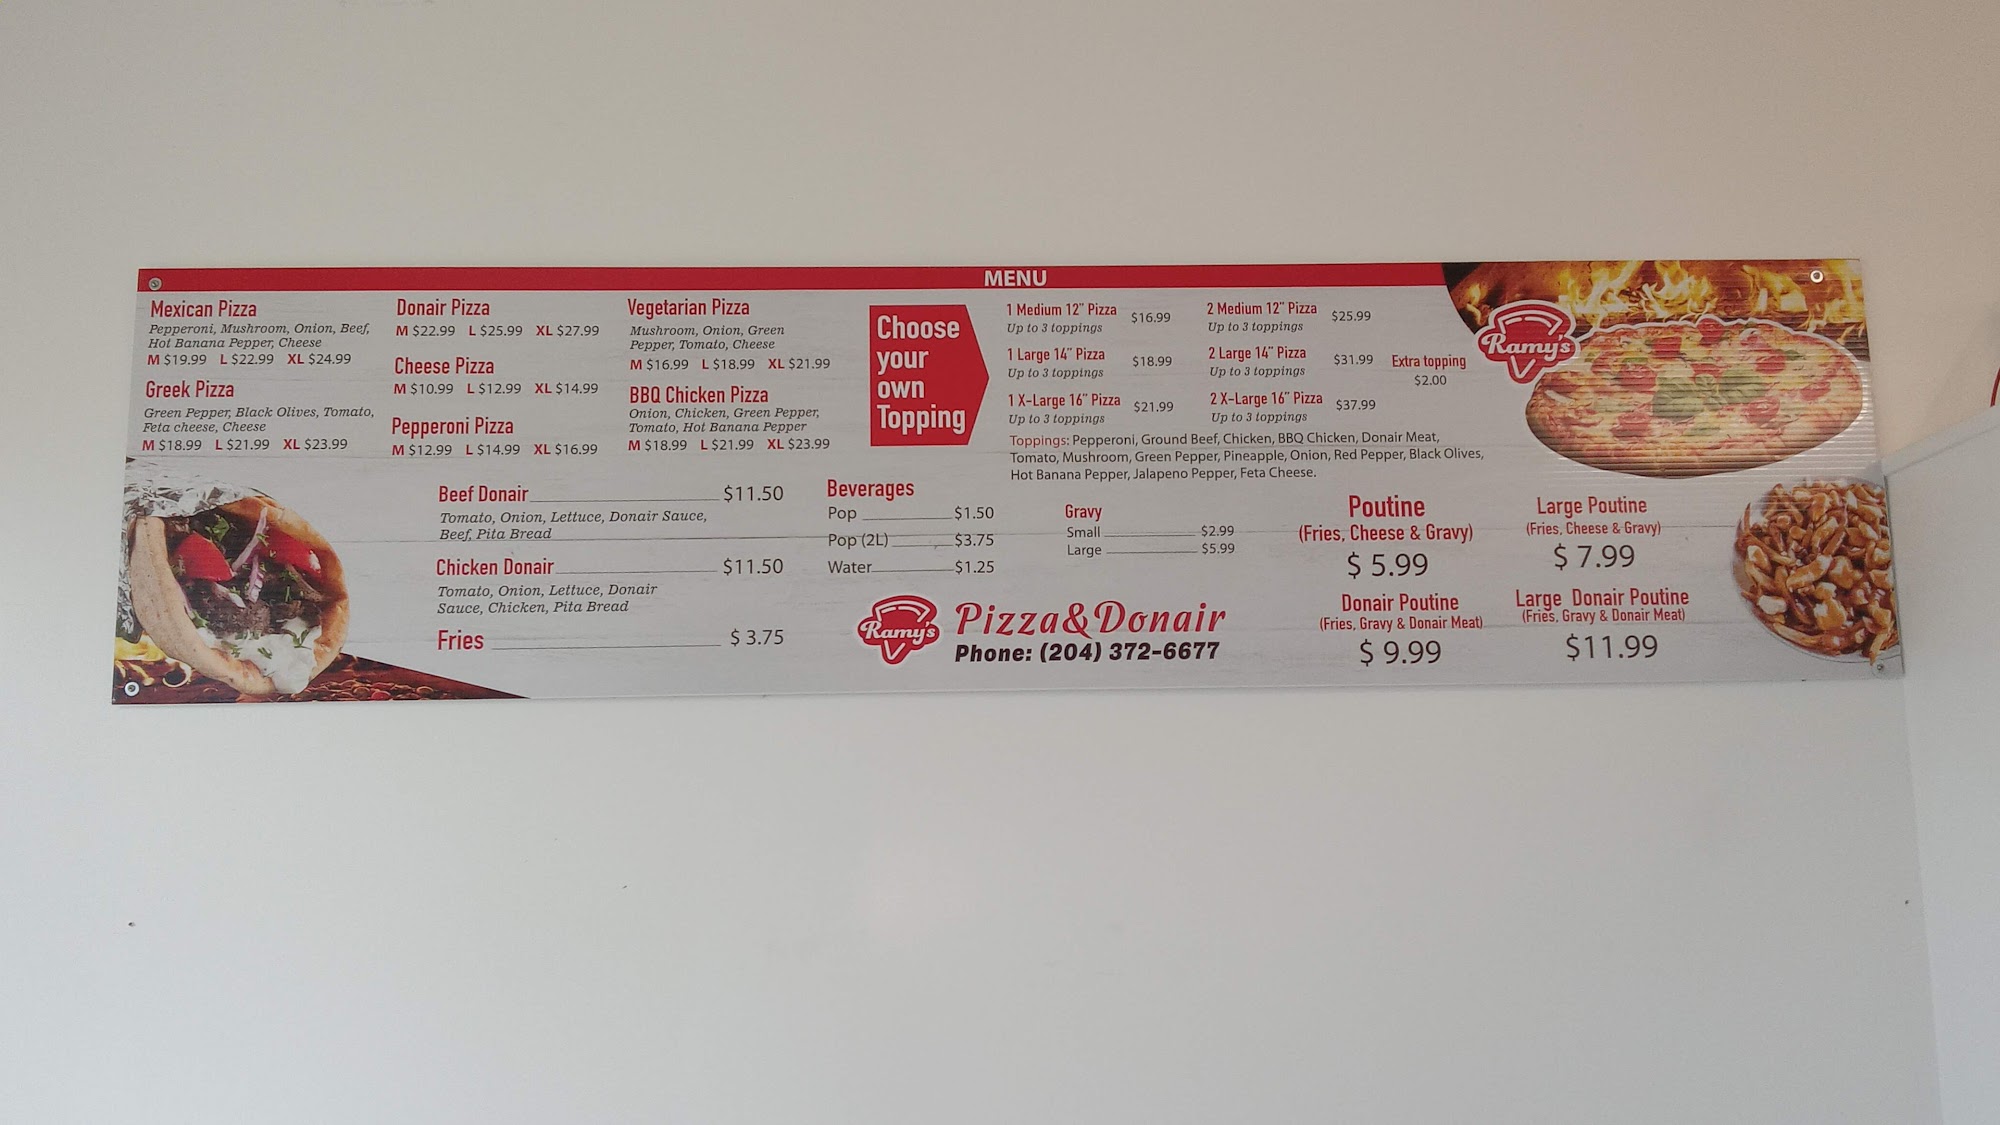 MENU
Mexican Pizza
Pepperoni, Mushroom, Onion, Beef,
Hot Banana Pepper, Cheese
M $19.99 L $22.99 XL $24.99
Greek Pizza
Green Pepper, Black Olives, Tomato,
Feta cheese, Cheese
M $18.99 L $21.99 XL $23.99
Donair Pizza
M $22.99 L $25.99 XL $27.99
Cheese Pizza
M $10.99 L $12.99 XL $14.99
Pepperoni Pizza
M $12.99 L $14.99 XL $16.99
Vegetarian Pizza
Mushroom, Onion, Green
Pepper, Tomato, Cheese
M $16.99 L $18.99 XL $21.99
BBQ Chicken Pizza
Onion, Chicken, Green Pepper,
Tomato, Hot Banana Pepper
M $18.99 L $21.99 XL $23.99
Choose
your
own
Topping
1 Medium 12" Pizza $16.99
Up to 3 toppings
1 Large 14" Pizza $18.99
Up to 3 toppings
1 X-Large 16" Pizza $21.99
Up to 3 toppings
2 Medium 12" Pizza $25.99
Up to 3 toppings
2 Large 14" Pizza $31.99
Up to 3 toppings
2 X-Large 16" Pizza $37.99
Up to 3 toppings
Extra topping
$2.00
Toppings: Pepperoni, Ground Beef, Chicken, BBQ Chicken, Donair Meat,
Tomato, Mushroom, Green Pepper, Pineapple, Onion, Red Pepper, Black Olives,
Hot Banana Pepper, Jalapeno Pepper, Feta Cheese.
Ramy's
Beef Donair $11.50
Tomato, Onion, Lettuce, Donair Sauce,
Beef, Pita Bread
Chicken Donair $11.50
Tomato, Onion, Lettuce, Donair
Sauce, Chicken, Pita Bread
Fries $ 3.75
Beverages
Pop $1.50
Pop (2L) $3.75
Water $1.25
Gravy
Small $2.99
Large $5.99
Ramy's
Pizza&Donair
Phone: (204) 372-6677
Poutine
(Fries, Cheese & Gravy)
$ 5.99
Large Poutine
(Fries, Cheese & Gravy)
$ 7.99
Donair Poutine
(Fries, Gravy & Donair Meat)
$ 9.99
Large Donair Poutine
(Fries, Gravy & Donair Meat)
$11.99